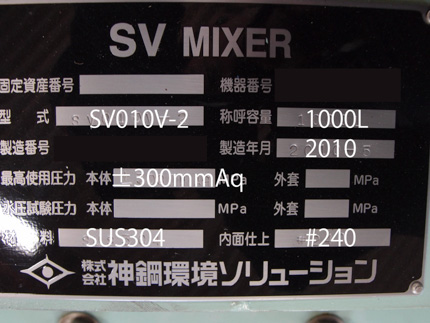 SV MIXER
固定資産番号 機器番号
型 式 SV010V-2 称呼容量 1000L
製造番号 製造年月 2010
最高使用圧力 本体 ±300mmAq 外套 MPa
水圧試験圧力 本体 MPa 外套 MPa
料 SUS304 内面仕上 #240
株式会社 神鋼環境ソリューション